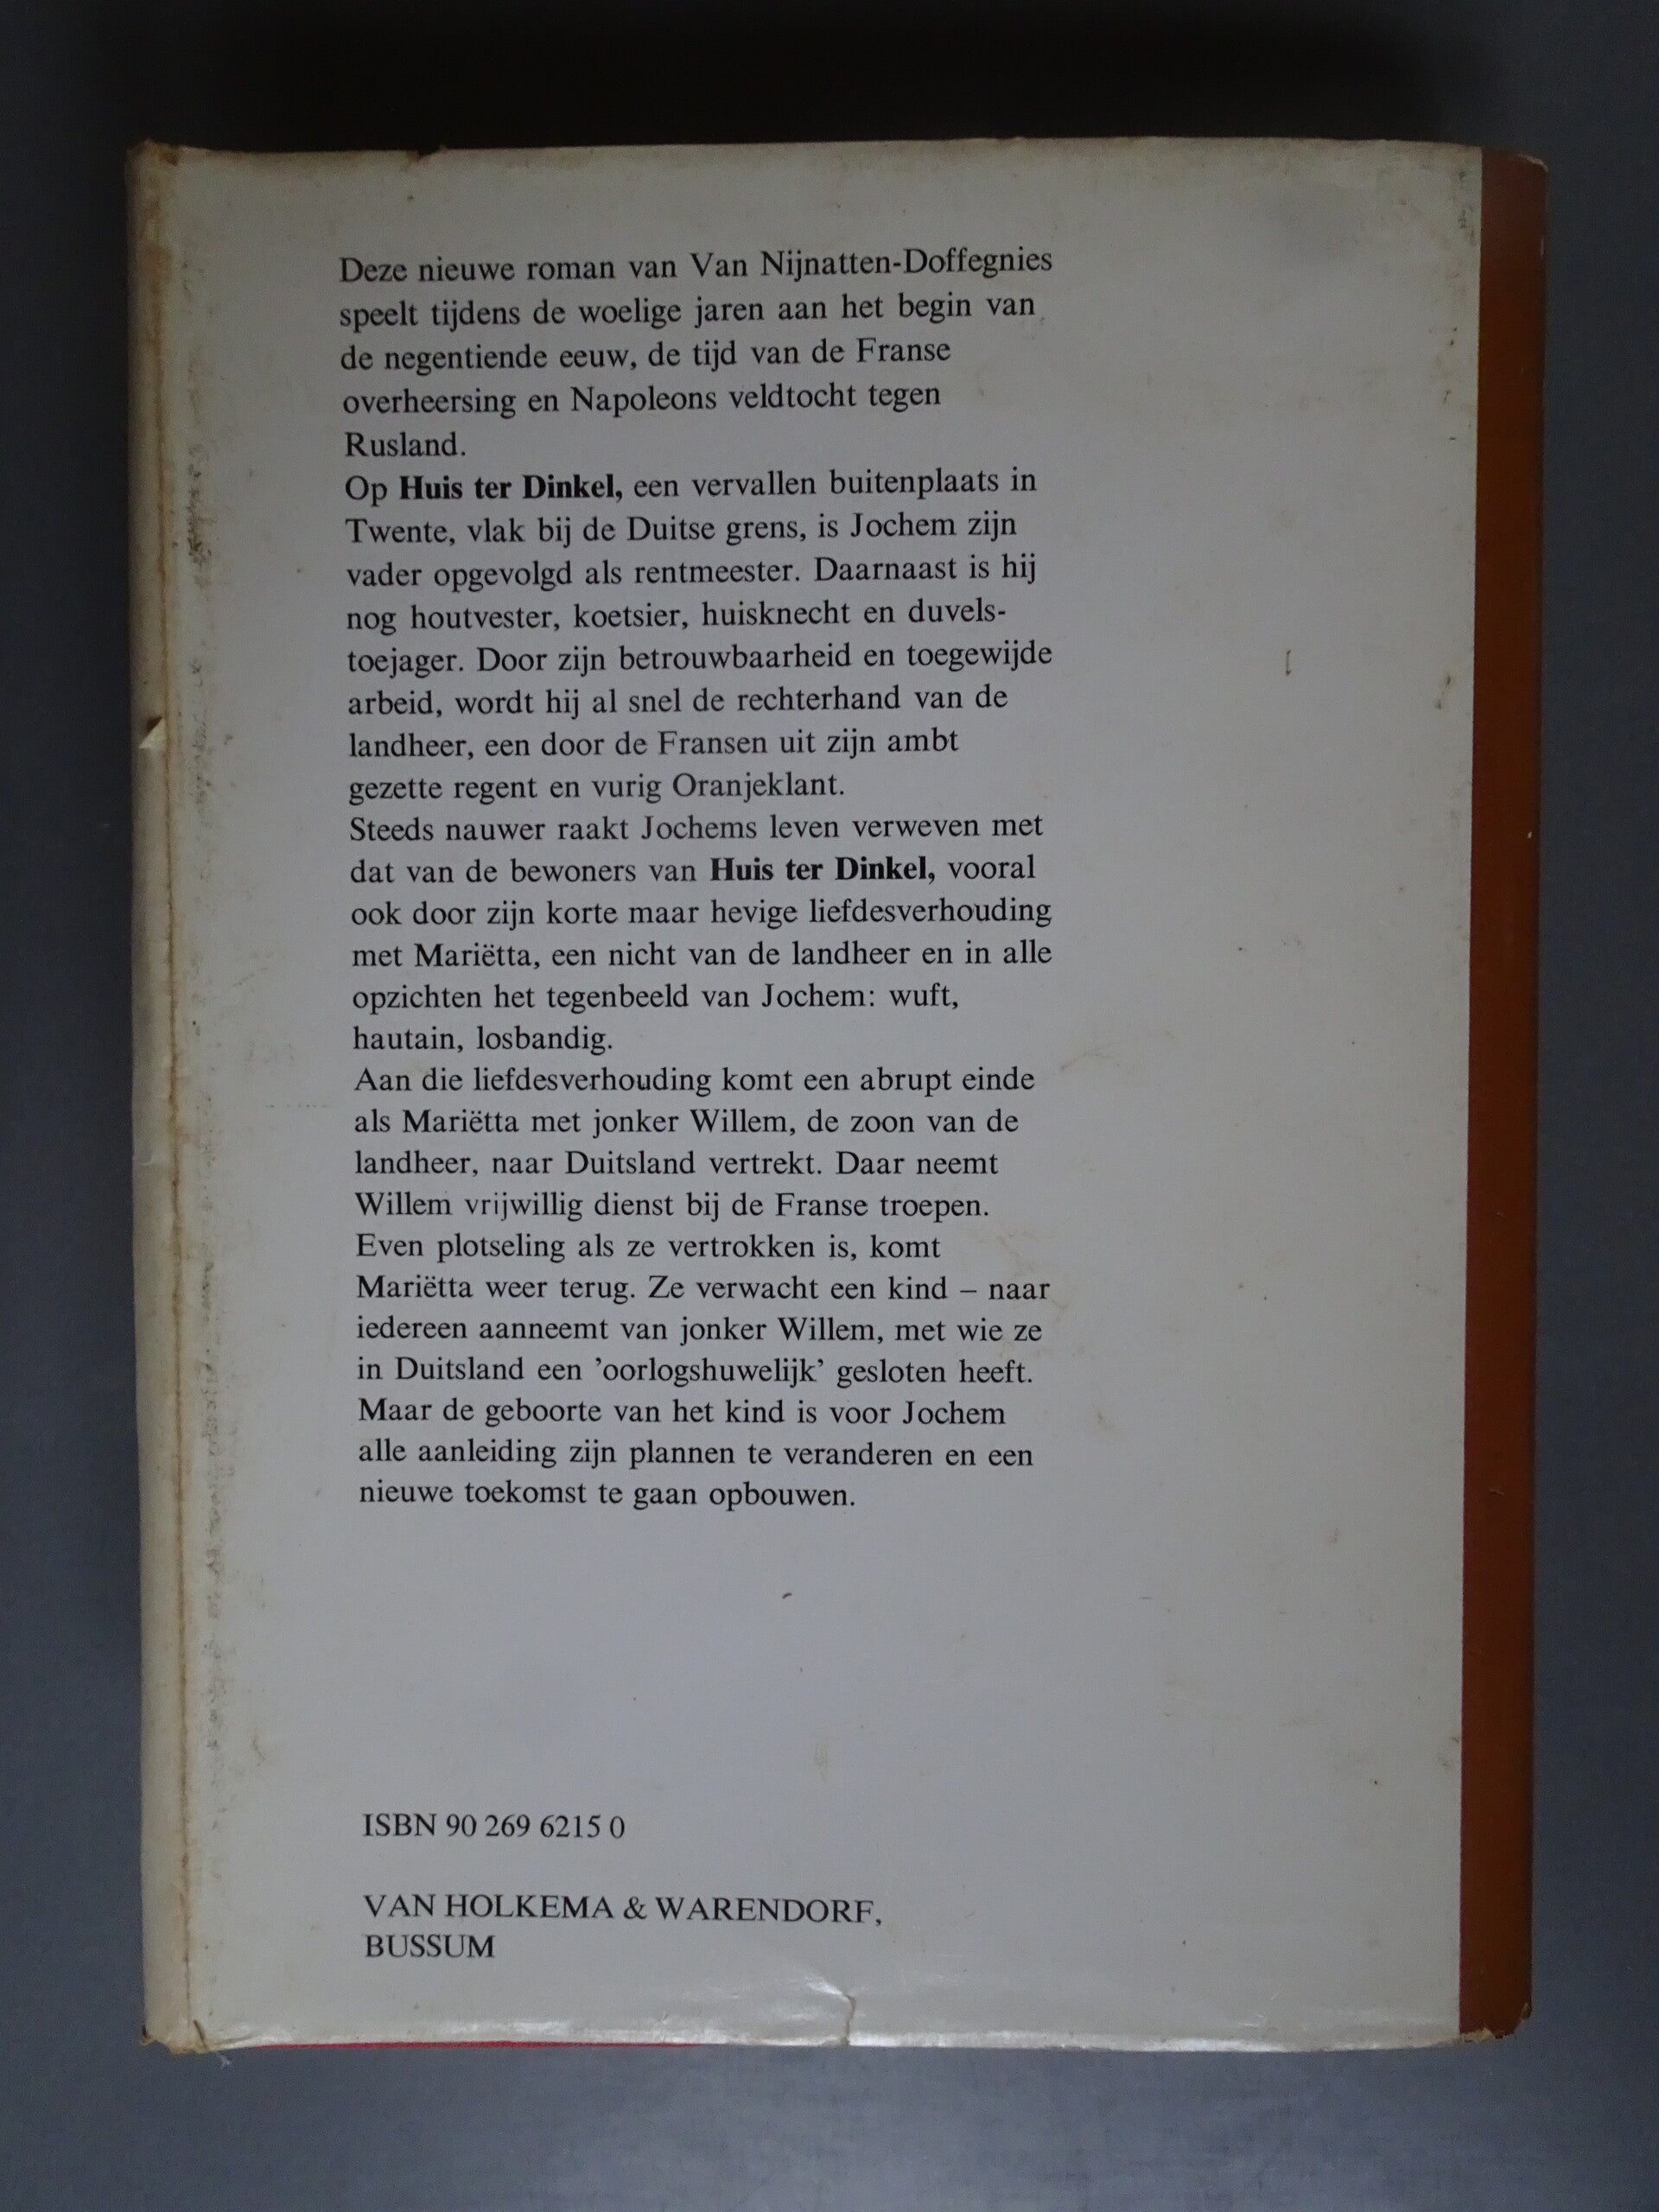 Deze nieuwe roman van Van Nijnatten-Doffegnies
speelt tijdens de woelige jaren aan het begin van
de negentiende eeuw, de tijd van de Franse
overheersing en Napoleons veldtocht tegen
Rusland.
Op Huis ter Dinkel, een vervallen buitenplaats in
Twente, vlak bij de Duitse grens, is Jochem zijn
vader opgevolgd als rentmeester. Daarnaast is hij
nog houtvester, koetsier, huisknecht en duvels-
toejager. Door zijn betrouwbaarheid en toegewijde
arbeid, wordt hij al snel de rechterhand van de
landheer, een door de Fransen uit zijn ambt
gezette regent en vurig Oranjeklant.
Steeds nauwer raakt Jochems leven verweven met
dat van de bewoners van Huis ter Dinkel, vooral
ook door zijn korte maar hevige liefdesverhouding
met Mariëtta, een nicht van de landheer en in alle
opzichten het tegenbeeld van Jochem: wuft,
hautain, losbandig.
Aan die liefdesverhouding komt een abrupt einde
als Mariëtta met jonker Willem, de zoon van de
landheer, naar Duitsland vertrekt. Daar neemt
Willem vrijwillig dienst bij de Franse troepen.
Even plotseling als ze vertrokken is, komt
Mariëtta weer terug. Ze verwacht een kind – naar
iedereen aanneemt van jonker Willem, met wie ze
in Duitsland een ’oorlogshuwelijk’ gesloten heeft.
Maar de geboorte van het kind is voor Jochem
alle aanleiding zijn plannen te veranderen en een
nieuwe toekomst te gaan opbouwen.
ISBN 90 269 6215 0
VAN HOLKEMA & WARENDORF,
BUSSUM